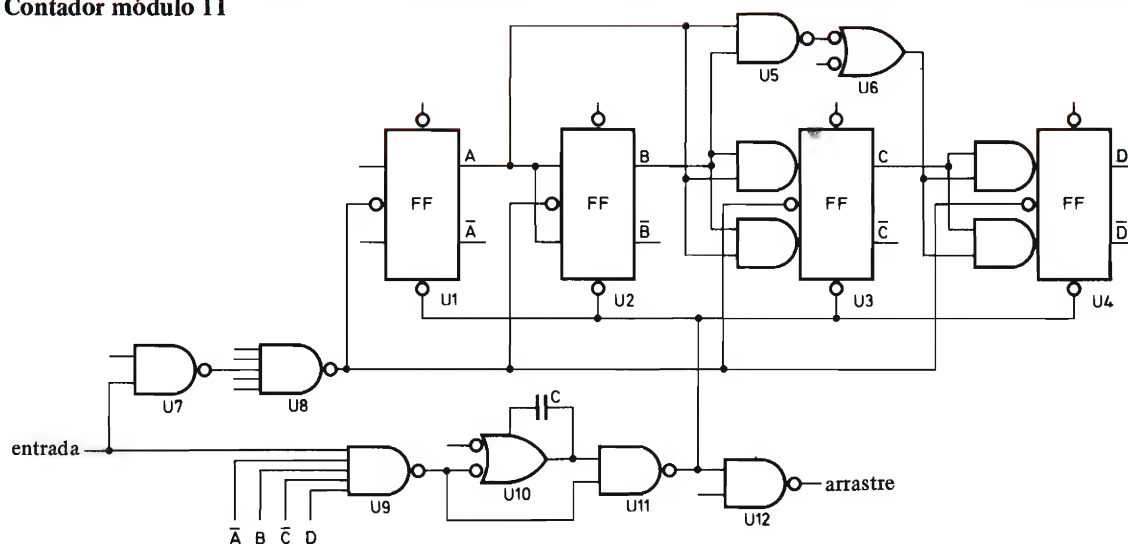 Contador módulo 11
U5
U6
A
B
C
D
FF
FF
FF
FF
A̅
B̅
C̅
D̅
U1
U2
U3
U4
U7
U8
C
entrada
U9
U10
U11
U12
arrastre
A̅ B C̅ D